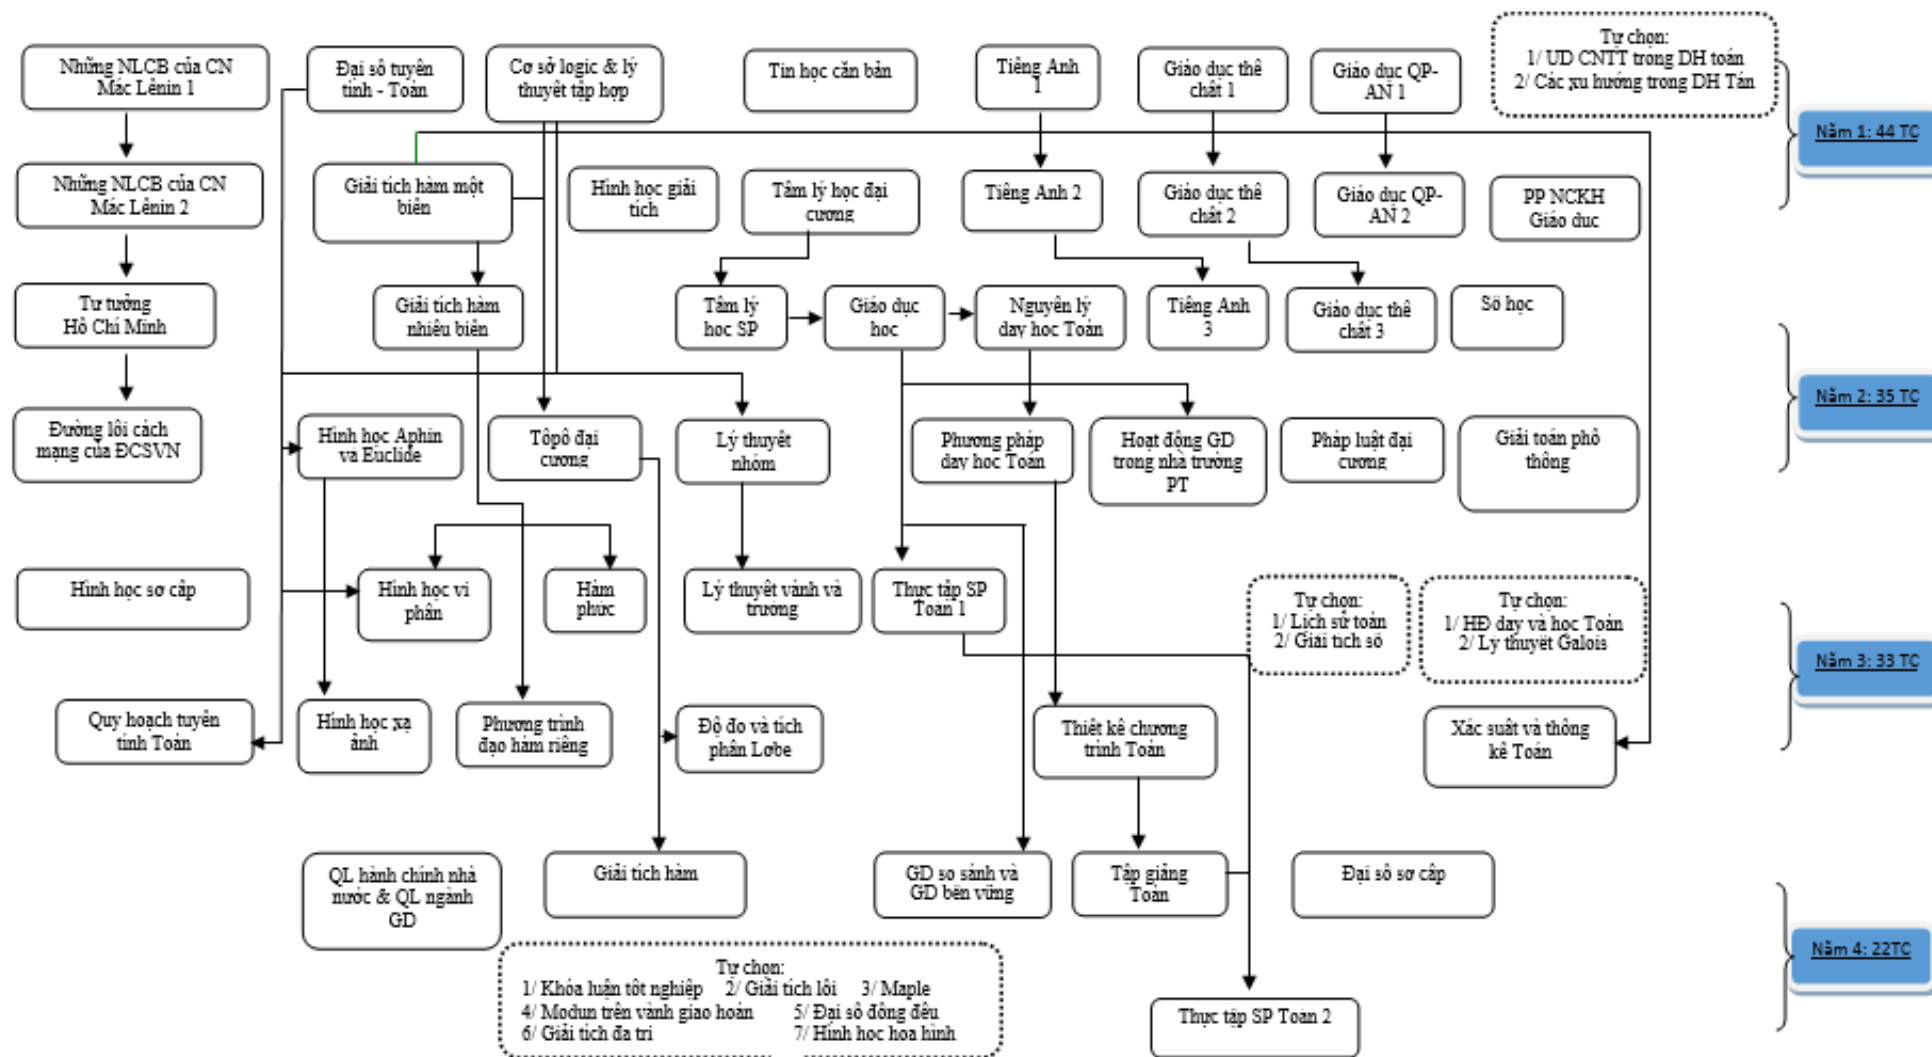 Những NLCB của CN
Mác Lênin 1
Đại số tuyến
tính - Toán
Cơ sở logic & lý
thuyết tập hợp
Tin học căn bản
Tiếng Anh
1
Giáo dục thể
chất 1
Giáo dục QP-
AN 1
Tự chọn:
1/ UD CNTT trong DH toán
2/ Các xu hướng trong DH Tán
Năm 1: 44 TC
Những NLCB của CN
Mác Lênin 2
Giải tích hàm một
biến
Hình học giải
tích
Tâm lý học đại
cương
Tiếng Anh 2
Giáo dục thể
chất 2
Giáo dục QP-
AN 2
PP NCKH
Giáo dục
Tư tưởng
Hồ Chí Minh
Giải tích hàm
nhiều biến
Tâm lý
học SP
Giáo dục
học
Nguyên lý
dạy học Toán
Tiếng Anh
3
Giáo dục thể
chất 3
Số học
Năm 2: 35 TC
Đường lối cách
mạng của ĐCSVN
Hình học Aphin
và Euclide
Tôpô đại
cương
Lý thuyết
nhóm
Phương pháp
dạy học Toán
Hoạt động GD
trong nhà trường
PT
Pháp luật đại
cương
Giải toán phổ
thông
Hình học sơ cấp
Hình học vi
phân
Hàm
phức
Lý thuyết vành và
trường
Thực tập SP
Toán 1
Tự chọn:
1/ Lịch sử toán
2/ Giải tích số
Tự chọn:
1/ HĐ dạy và học Toán
2/ Lý thuyết Galois
Năm 3: 33 TC
Quy hoạch tuyến
tính Toán
Hình học xạ
ảnh
Phương trình
đạo hàm riêng
Độ đo và tích
phân Lơbe
Thiết kế chương
trình Toán
Xác suất và thống
kê Toán
QL hành chính nhà
nước & QL ngành
GD
Giải tích hàm
GD so sánh và
GD bền vững
Tập giảng
Toán
Đại số sơ cấp
Năm 4: 22TC
Tự chọn:
1/ Khóa luận tốt nghiệp 2/ Giải tích lồi 3/ Maple
4/ Modun trên vành giao hoán 5/ Đại số đồng đều
6/ Giải tích đa trị 7/ Hình học họa hình
Thực tập SP Toán 2